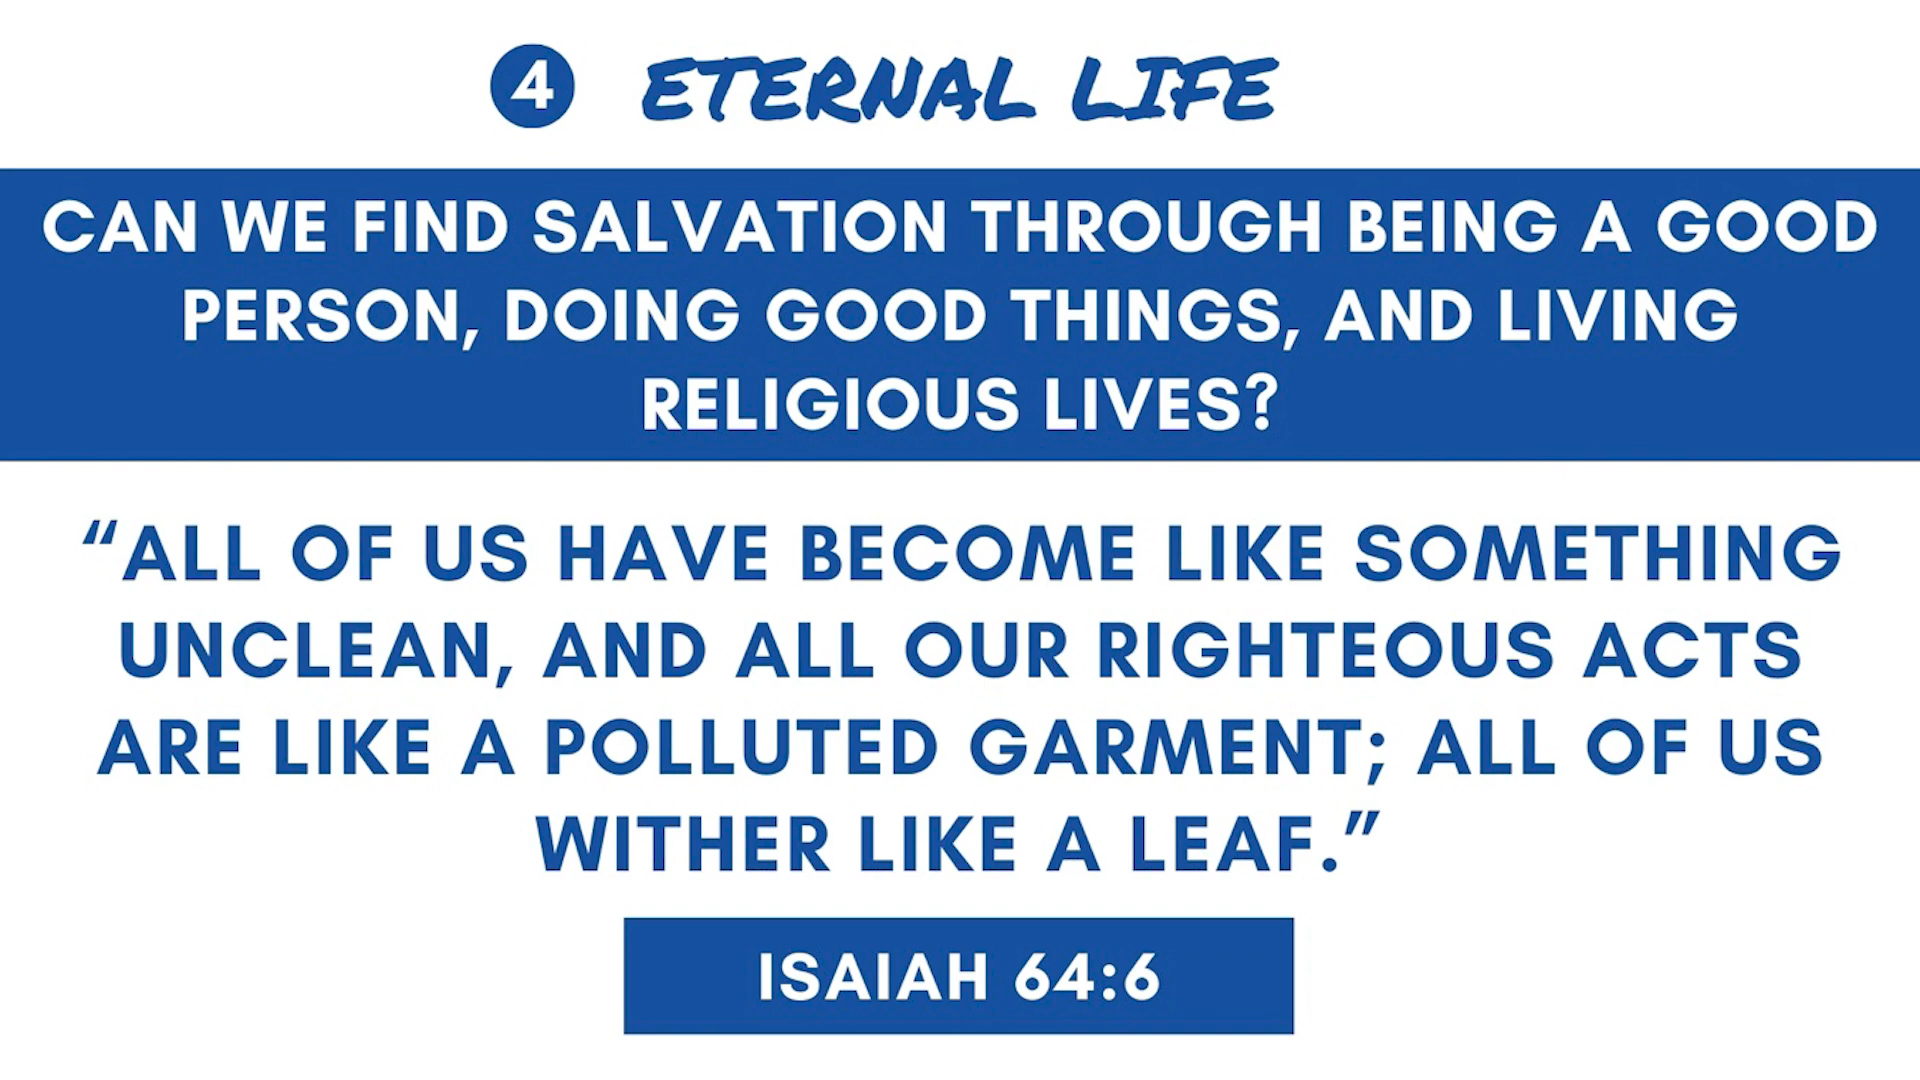 4 ETERNAL LIFE
CAN WE FIND SALVATION THROUGH BEING A GOOD
PERSON, DOING GOOD THINGS, AND LIVING
RELIGIOUS LIVES?
“ALL OF US HAVE BECOME LIKE SOMETHING
UNCLEAN, AND ALL OUR RIGHTEOUS ACTS
ARE LIKE A POLLUTED GARMENT; ALL OF US
WITHER LIKE A LEAF.”
ISAIAH 64:6